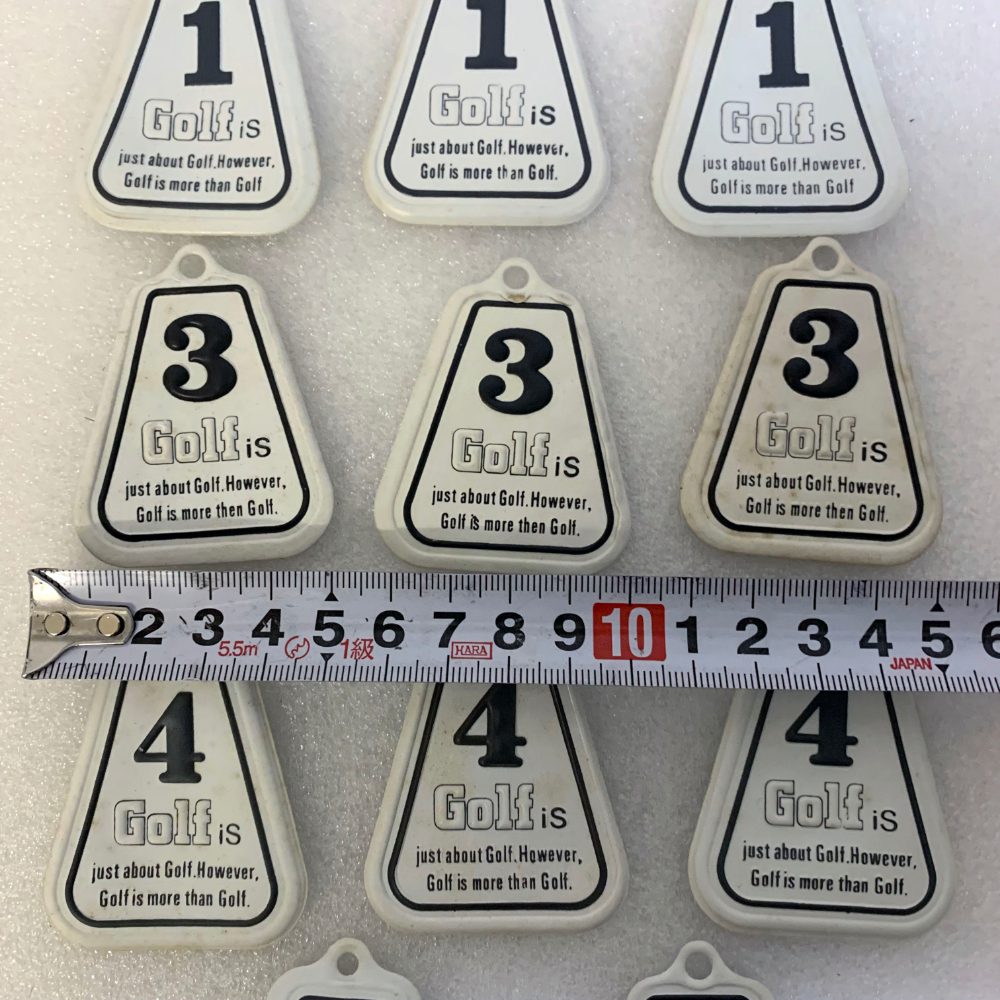 1 1 1
Golf is Golf is Golf is
just about Golf. However, just about Golf. However, just about Golf. However,
Golf is more than Golf Golf is more than Golf. Golf is more than Golf
3 3 3
Golf is Golf is Golf is
just about Golf. However, just about Golf. However, just about Golf. However,
Golf is more then Golf. Golf is more then Golf. Golf is more then Golf.
2 3 4 5 6 7 8 9 10 1 2 3 4 5 6
5.5m 1級 HARA JAPAN
4 4 4
Golf is Golf is Golf is
just about Golf. However, just about Golf. However, just about Golf. However,
Golf is more than Golf. Golf is more than Golf. Golf is more than Golf.